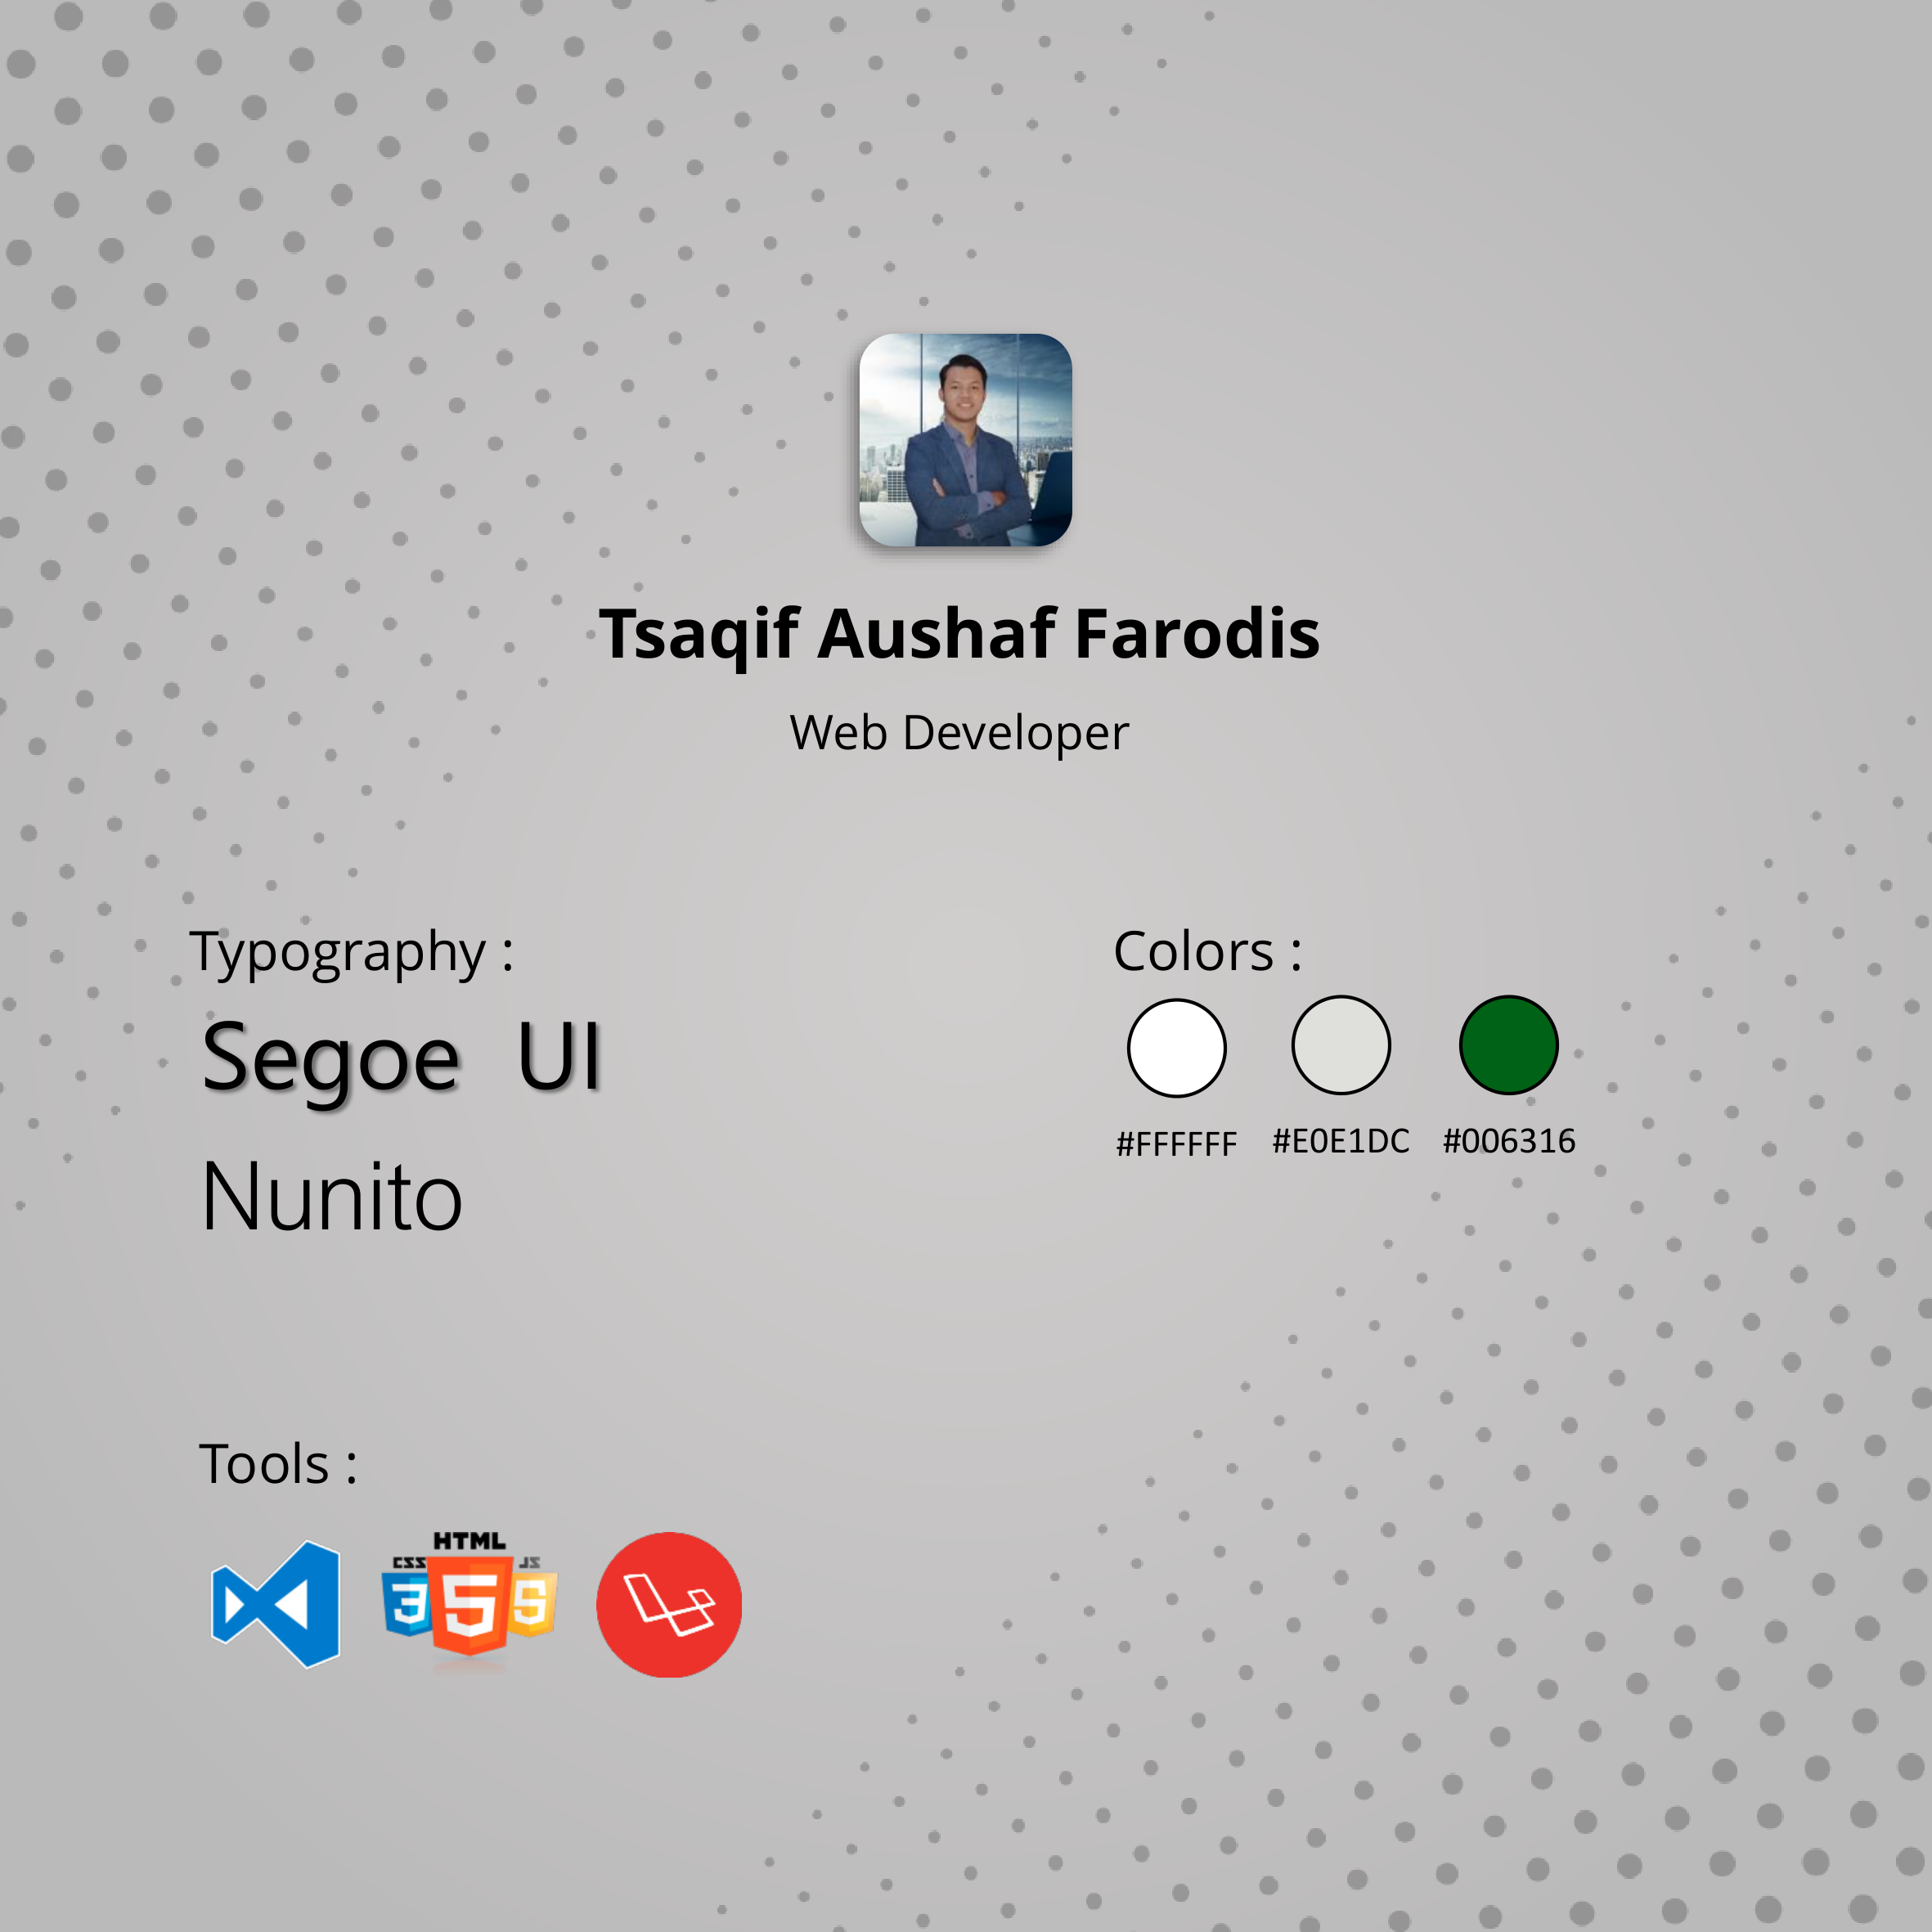 Tsaqif Aushaf Farodis
Web Developer
Typography :
Segoe UI
Nunito
Colors :
#FFFFFF #E0E1DC #006316
Tools :
HTML
CSS JS
3 5